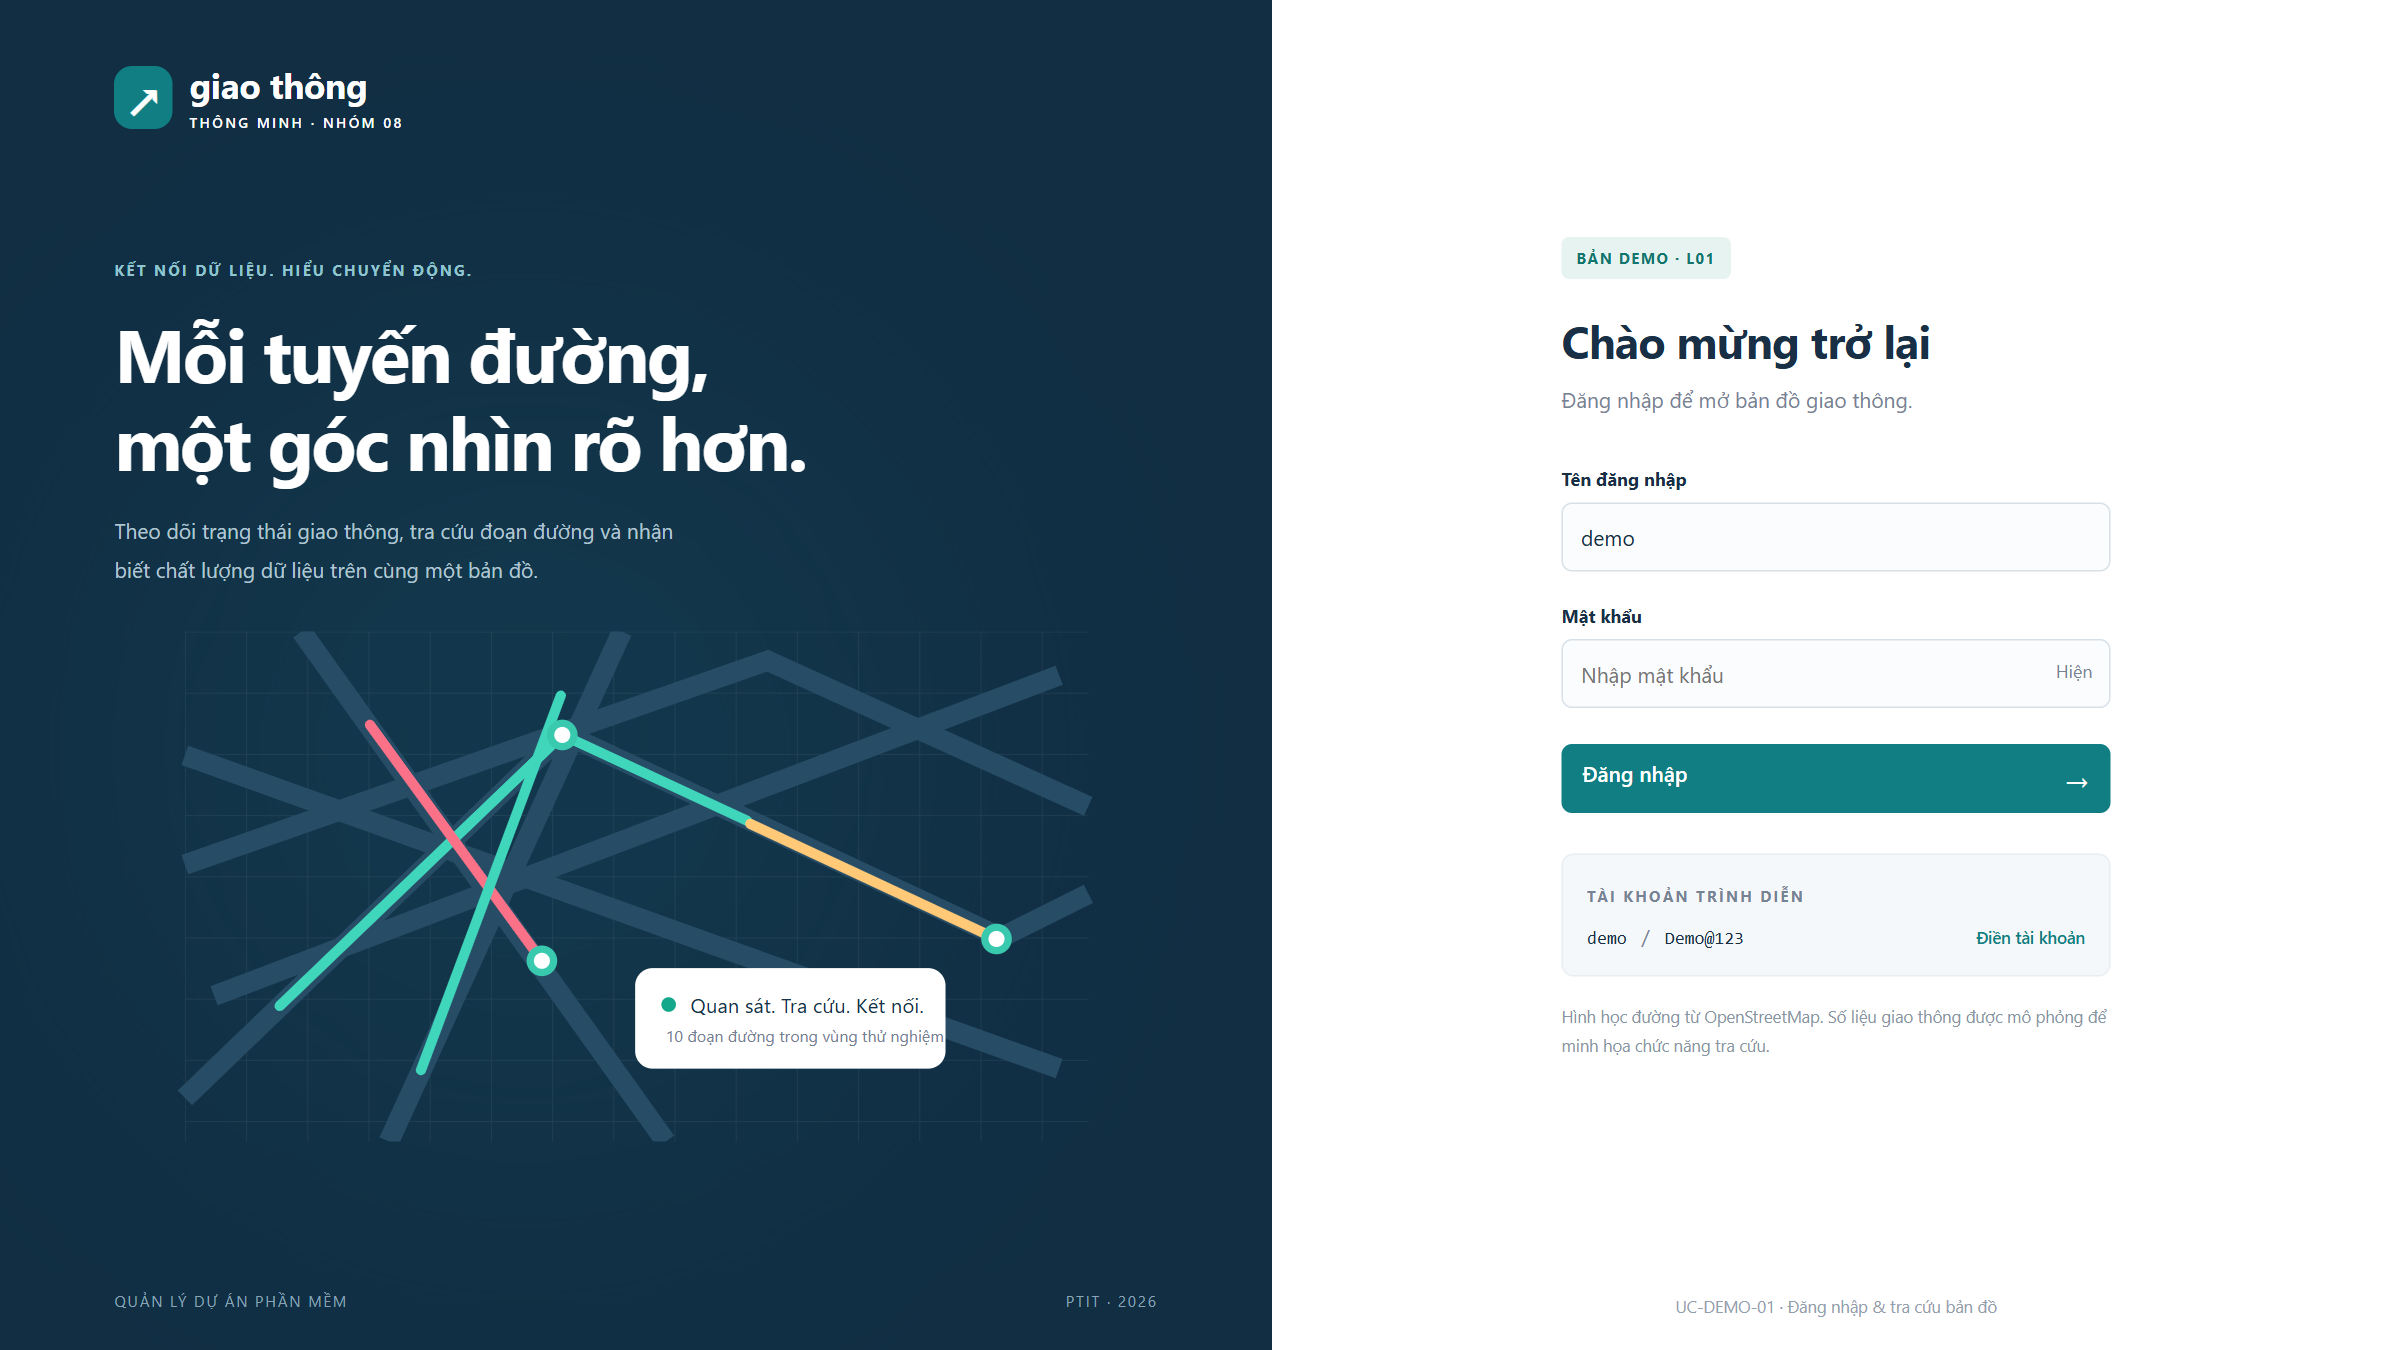 giao thông
THÔNG MINH · NHÓM 08
KẾT NỐI DỮ LIỆU. HIỂU CHUYỂN ĐỘNG.
Mỗi tuyến đường,
một góc nhìn rõ hơn.
Theo dõi trạng thái giao thông, tra cứu đoạn đường và nhận
biết chất lượng dữ liệu trên cùng một bản đồ.
Quan sát. Tra cứu. Kết nối.
10 đoạn đường trong vùng thử nghiệm
QUẢN LÝ DỰ ÁN PHẦN MỀM
PTIT · 2026
BẢN DEMO · L01
Chào mừng trở lại
Đăng nhập để mở bản đồ giao thông.
Tên đăng nhập
demo
Mật khẩu
Nhập mật khẩu
Hiện
Đăng nhập →
TÀI KHOẢN TRÌNH DIỄN
demo / Demo@123
Điền tài khoản
Hình học đường từ OpenStreetMap. Số liệu giao thông được mô phỏng để
minh họa chức năng tra cứu.
UC-DEMO-01 · Đăng nhập & tra cứu bản đồ